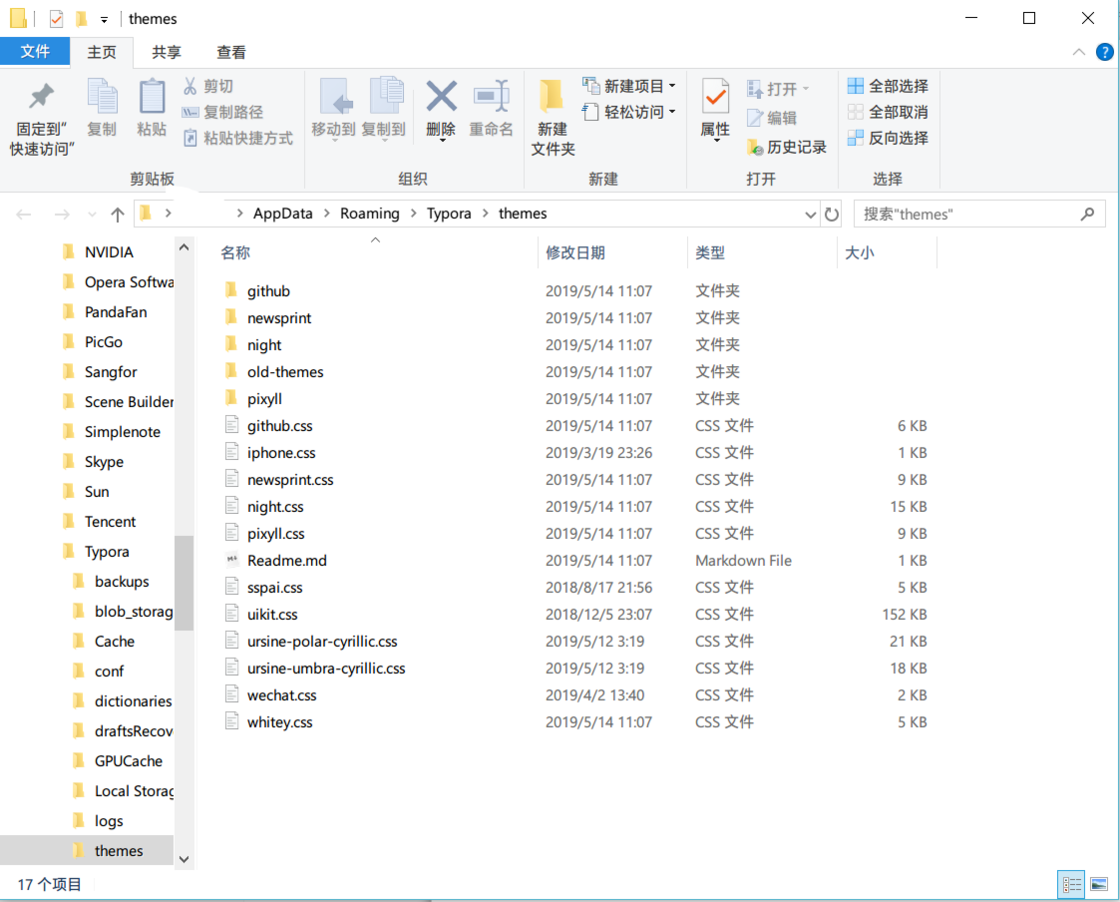 themes
文件 主页 共享 查看
固定到"
快速访问"
复制
粘贴
剪切
复制路径
粘贴快捷方式
剪贴板
移动到
复制到
删除
重命名
组织
新建
文件夹
新建项目
轻松访问
新建
属性
打开
编辑
历史记录
打开
全部选择
全部取消
反向选择
选择
AppData > Roaming > Typora > themes
搜索"themes"
NVIDIA
Opera Softwa
PandaFan
PicGo
Sangfor
Scene Builder
Simplenote
Skype
Sun
Tencent
Typora
backups
blob_storag
Cache
conf
dictionaries
draftsRecov
GPUCache
Local Storag
logs
themes
名称 修改日期 类型 大小
github 2019/5/14 11:07 文件夹
newsprint 2019/5/14 11:07 文件夹
night 2019/5/14 11:07 文件夹
old-themes 2019/5/14 11:07 文件夹
pixyll 2019/5/14 11:07 文件夹
github.css 2019/5/14 11:07 CSS 文件 6 KB
iphone.css 2019/3/19 23:26 CSS 文件 1 KB
newsprint.css 2019/5/14 11:07 CSS 文件 9 KB
night.css 2019/5/14 11:07 CSS 文件 15 KB
pixyll.css 2019/5/14 11:07 CSS 文件 9 KB
Readme.md 2019/5/14 11:07 Markdown File 1 KB
sspai.css 2018/8/17 21:56 CSS 文件 5 KB
uikit.css 2018/12/5 23:07 CSS 文件 152 KB
ursine-polar-cyrillic.css 2019/5/12 3:19 CSS 文件 21 KB
ursine-umbra-cyrillic.css 2019/5/12 3:19 CSS 文件 18 KB
wechat.css 2019/4/2 13:40 CSS 文件 2 KB
whitey.css 2019/5/14 11:07 CSS 文件 5 KB
17 个项目